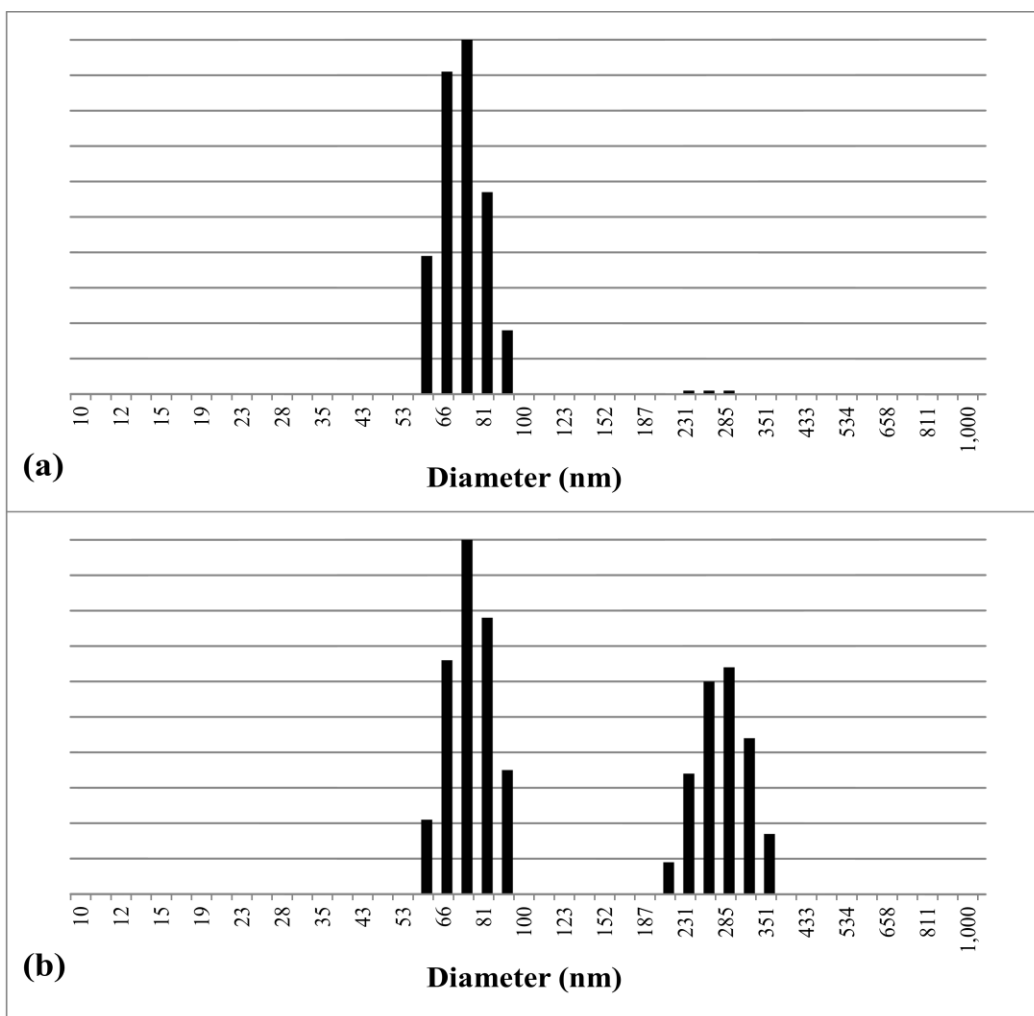 10 12 15 19 23 28 35 43 53 66 81 100 123 152 187 231 285 351 433 534 658 811 1,000
(a)
Diameter (nm)
10 12 15 19 23 28 35 43 53 66 81 100 123 152 187 231 285 351 433 534 658 811 1,000
(b)
Diameter (nm)